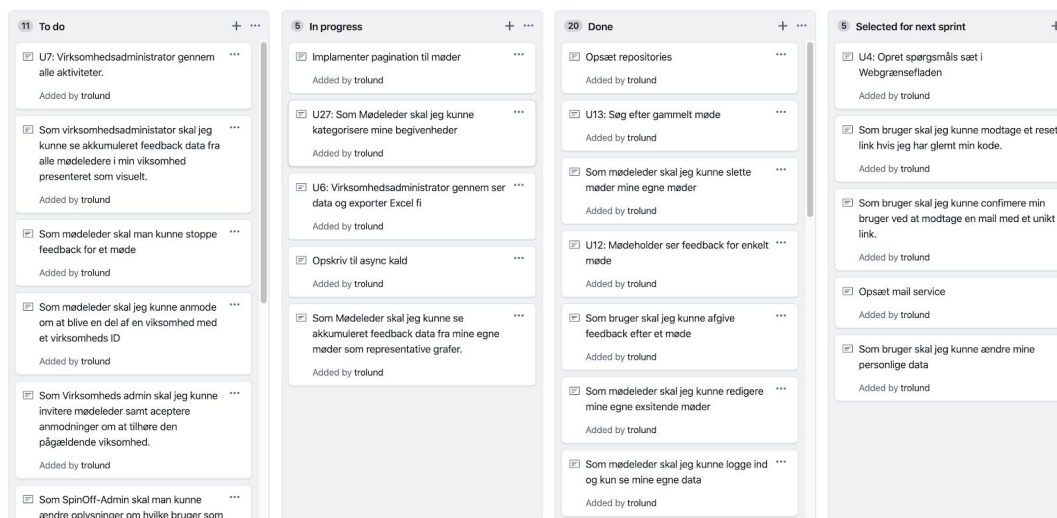 11 To do
U7: Virksomhedsadministrator gennem
alle aktiviteter.
Added by trolund
Som virksomhedsadministator skal jeg
kunne se akkumuleret feedback data fra
alle mødeledere i min viksomhed
presenteret som visuelt.
Added by trolund
Som mødeleder skal man kunne stoppe
feedback for et møde
Added by trolund
Som mødeleder skal jeg kunne anmode
om at blive en del af en viksomhed med
et virksomheds ID
Added by trolund
Som Virksomheds admin skal jeg kunne
invitere mødeleder samt aceptere
anmodninger om at tilhøre den
pågældende viksomhed.
Added by trolund
Som SpinOff-Admin skal man kunne
ændre oplysninger om hvilke bruger som
5 In progress
Implamenter pagination til møder
Added by trolund
U27: Som Mødeleder skal jeg kunne
kategorisere mine begivenheder
Added by trolund
U6: Virksomhedsadministrator gennem ser
data og exporter Excel fi
Added by trolund
Opskriv til async kald
Added by trolund
Som Mødeleder skal jeg kunne se
akkumuleret feedback data fra mine egne
møder som representative grafer.
Added by trolund
20 Done
Opsæt repositories
Added by trolund
U13: Søg efter gammelt møde
Added by trolund
Som mødeleder skal jeg kunne slette
møder mine egne møder
Added by trolund
U12: Mødeholder ser feedback for enkelt
møde
Added by trolund
Som bruger skal jeg kunne afgive
feedback efter et møde
Added by trolund
Som mødeleder skal jeg kunne redigere
mine egne exsitende møder
Added by trolund
Som mødeleder skal jeg kunne logge ind
og kun se mine egne data
Added by trolund
5 Selected for next sprint
U4: Opret spørgsmåls sæt i
Webgrænsefladen
Added by trolund
Som bruger skal jeg kunne modtage et reset
link hvis jeg har glemt min kode.
Added by trolund
Som bruger skal jeg kunne confimere min
bruger ved at modtage en mail med et unikt
link.
Added by trolund
Opsæt mail service
Added by trolund
Som bruger skal jeg kunne ændre mine
personlige data
Added by trolund